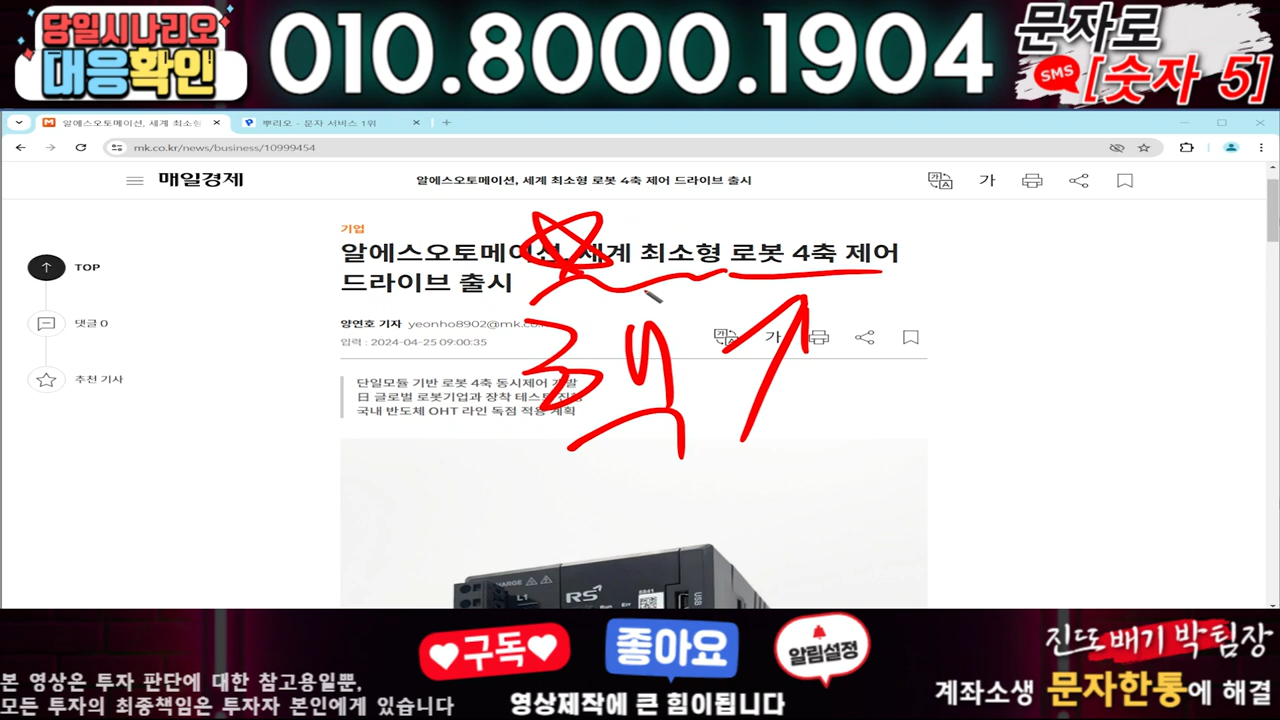 당일시나리오
대응확인
010.8000.1904
문자로
SMS
[숫자 5]
알에스오토메이션, 세계 최소형
뿌리오 - 문자 서비스 1위
mk.co.kr/news/business/10999454
매일경제
알에스오토메이션, 세계 최소형 로봇 4축 제어 드라이브 출시
가
기업
알에스오토메이션, 세계 최소형 로봇 4축 제어
드라이브 출시
TOP
댓글 0
추천 기사
양연호 기자 yeonho8902@mk.co.
입력 : 2024-04-25 09:00:35
가
단일모듈 기반 로봇 4축 동시제어 개발
日 글로벌 로봇기업과 장착 테스트
국내 반도체 OHT 라인 독점 적용 계획
CHARGE
L1
RS
Run Err
6841
USB
구독
좋아요
알림설정
영상제작에 큰 힘이됩니다
본 영상은 투자 판단에 대한 참고용일뿐,
모든 투자의 최종책임은 투자자 본인에게 있습니다
진또배기 박팀장
계좌소생 문자한통에 해결